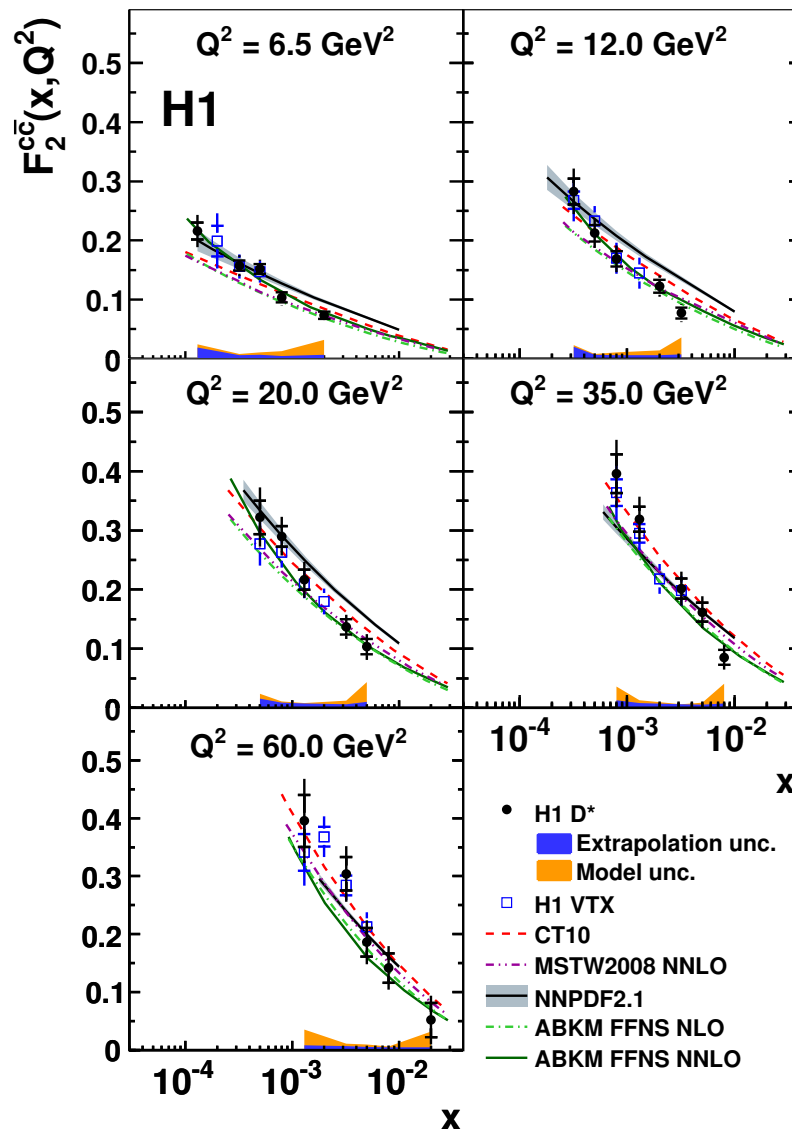 F₂^cc̄(x,Q²)
Q² = 6.5 GeV²
Q² = 12.0 GeV²
H1
0.5
0.4
0.3
0.2
0.1
0
Q² = 20.0 GeV²
Q² = 35.0 GeV²
0.5
0.4
0.3
0.2
0.1
0
10⁻⁴ 10⁻³ 10⁻²
x
Q² = 60.0 GeV²
0.5
0.4
0.3
0.2
0.1
0
10⁻⁴ 10⁻³ 10⁻²
x
H1 D*
Extrapolation unc.
Model unc.
H1 VTX
CT10
MSTW2008 NNLO
NNPDF2.1
ABKM FFNS NLO
ABKM FFNS NNLO